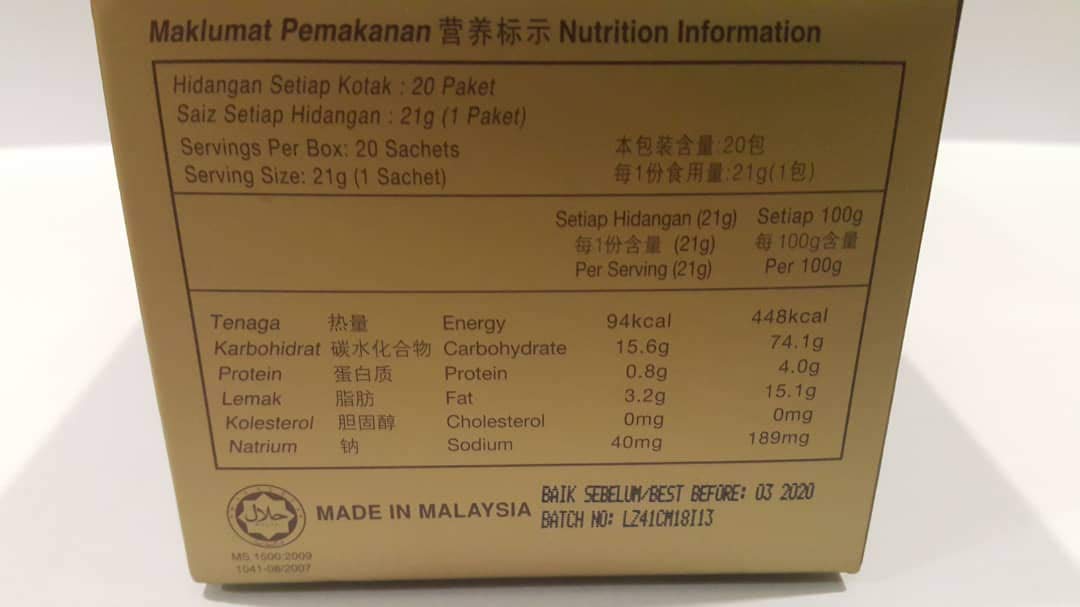 Maklumat Pemakanan 营养标示 Nutrition Information
Hidangan Setiap Kotak : 20 Paket
Saiz Setiap Hidangan : 21g (1 Paket)
Servings Per Box: 20 Sachets 本包装含量:20包
Serving Size: 21g (1 Sachet) 每1份食用量:21g(1包)
Setiap Hidangan (21g) Setiap 100g
每1份含量 (21g) 每 100g含量
Per Serving (21g) Per 100g
Tenaga 热量 Energy 94kcal 448kcal
Karbohidrat 碳水化合物 Carbohydrate 15.6g 74.1g
Protein 蛋白质 Protein 0.8g 4.0g
Lemak 脂肪 Fat 3.2g 15.1g
Kolesterol 胆固醇 Cholesterol 0mg 0mg
Natrium 钠 Sodium 40mg 189mg
حلال
MADE IN MALAYSIA
BAIK SEBELUM/BEST BEFORE: 03 2020
BATCH NO: LZ41CM18I13
MS 1500:2009
1041-08/2007